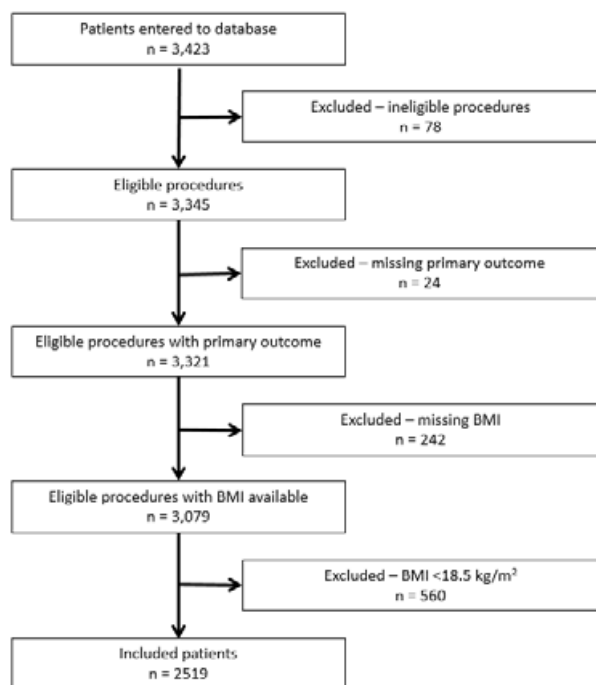 Patients entered to database
n = 3,423
Excluded – ineligible procedures
n = 78
Eligible procedures
n = 3,345
Excluded – missing primary outcome
n = 24
Eligible procedures with primary outcome
n = 3,321
Excluded – missing BMI
n = 242
Eligible procedures with BMI available
n = 3,079
Excluded – BMI <18.5 kg/m²
n = 560
Included patients
n = 2519